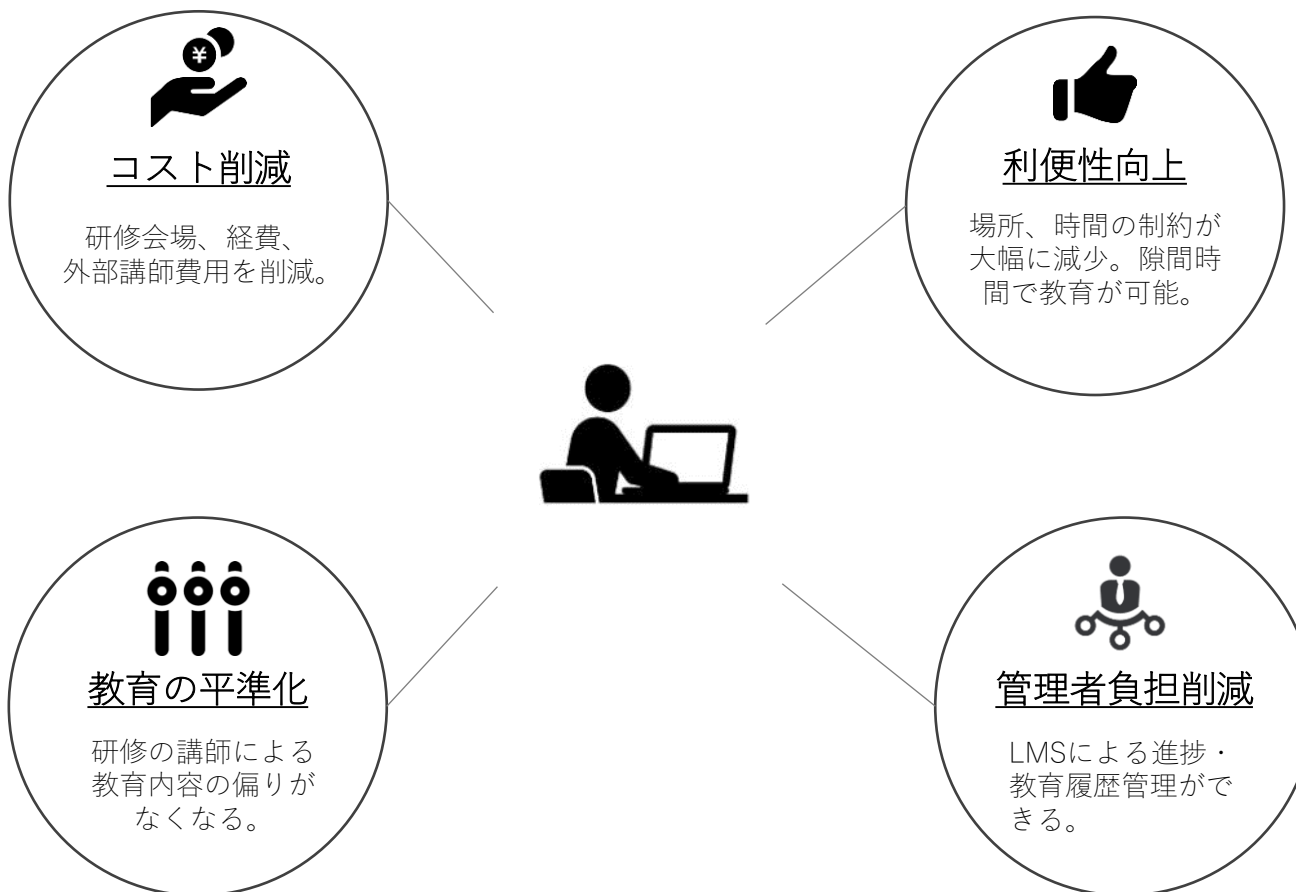 ¥
コスト削減
研修会場、経費、
外部講師費用を削減。
利便性向上
場所、時間の制約が
大幅に減少。隙間時
間で教育が可能。
教育の平準化
研修の講師による
教育内容の偏りが
なくなる。
管理者負担削減
LMSによる進捗・
教育履歴管理がで
きる。